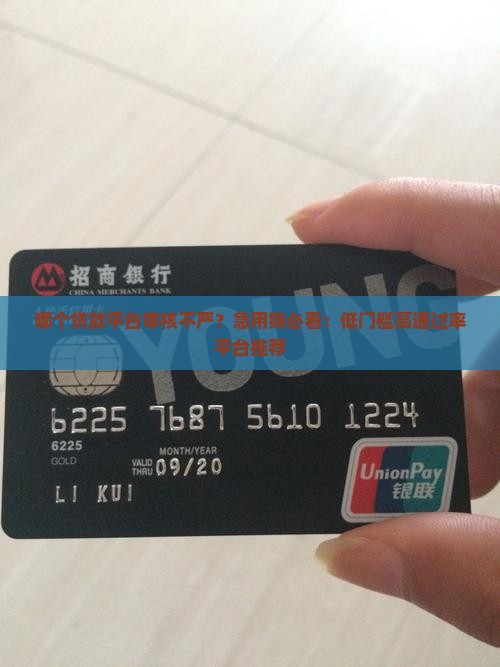 招商銀行
CHINA MERCHANTS BANK
哪个贷款平台审核不严？急用钱必看：低门槛高通过率
平台推荐
YOUNG
6225 7687 5610 1224
6225
GOLD
MONTH/YEAR
VALID THRU 09/20
LI KUI
UnionPay
银联